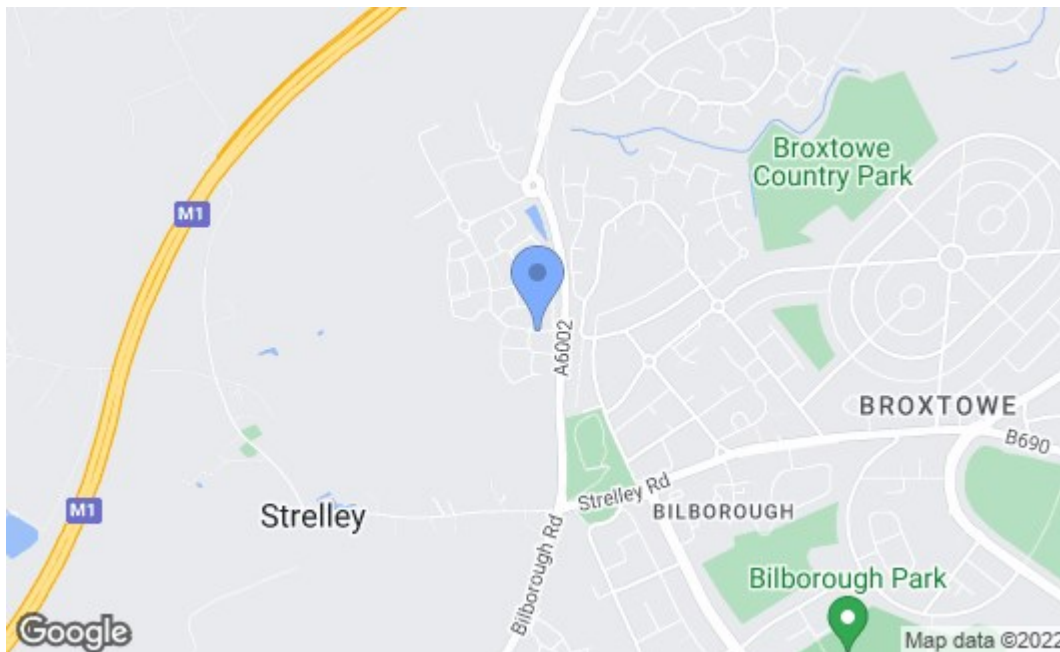 M1
Broxtowe
Country Park
A6002
BROXTOWE
B690
Strelley Rd
M1
Strelley
BILBOROUGH
Bilborough Rd
Bilborough Park
Google
Map data ©2022